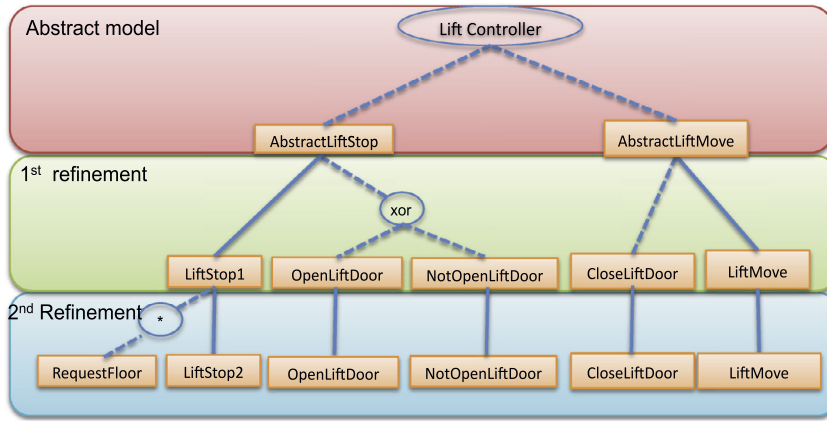 Abstract model
Lift Controller
AbstractLiftStop
AbstractLiftMove
1st refinement
xor
LiftStop1
OpenLiftDoor
NotOpenLiftDoor
CloseLiftDoor
LiftMove
2nd Refinement
*
RequestFloor
LiftStop2
OpenLiftDoor
NotOpenLiftDoor
CloseLiftDoor
LiftMove